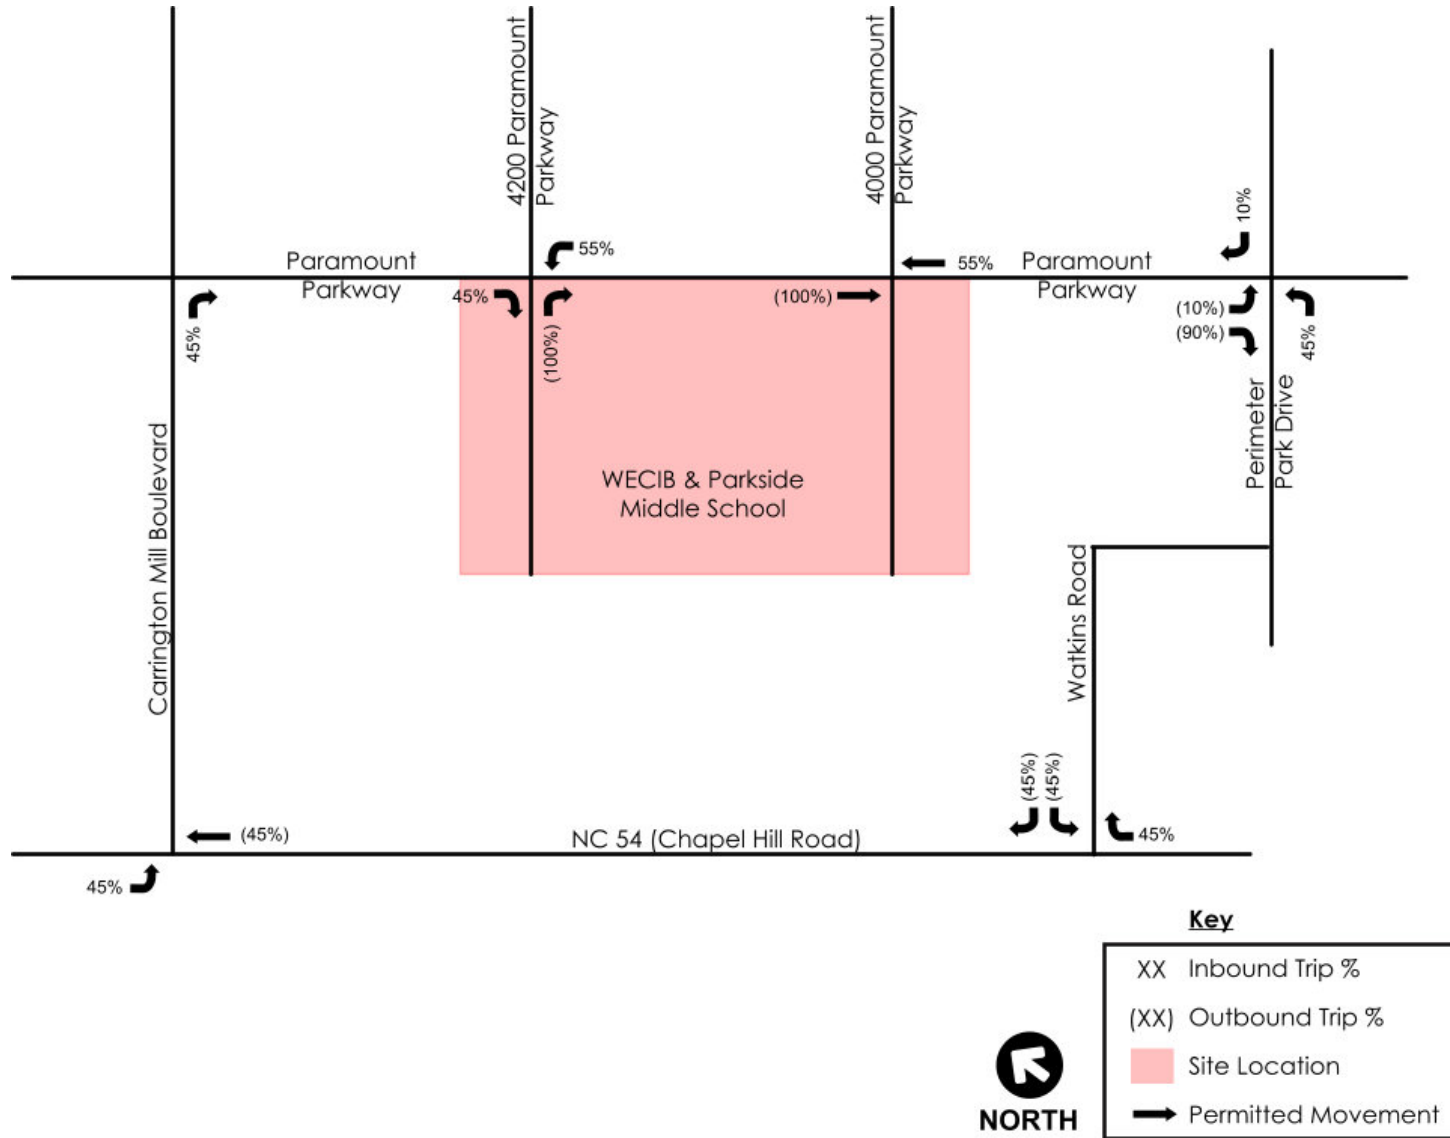 4200 Paramount
Parkway
4000 Paramount
Parkway
10%
55%
55%
Paramount
Parkway
Paramount
Parkway
45%
45%
(100%)
(100%)
(10%)
(90%)
45%
Perimeter
Park Drive
WECIB & Parkside
Middle School
Carrington Mill Boulevard
Watkins Road
(45%)
(45%)
(45%)
45%
NC 54 (Chapel Hill Road)
45%
Key
XX Inbound Trip %
(XX) Outbound Trip %
Site Location
Permitted Movement
NORTH